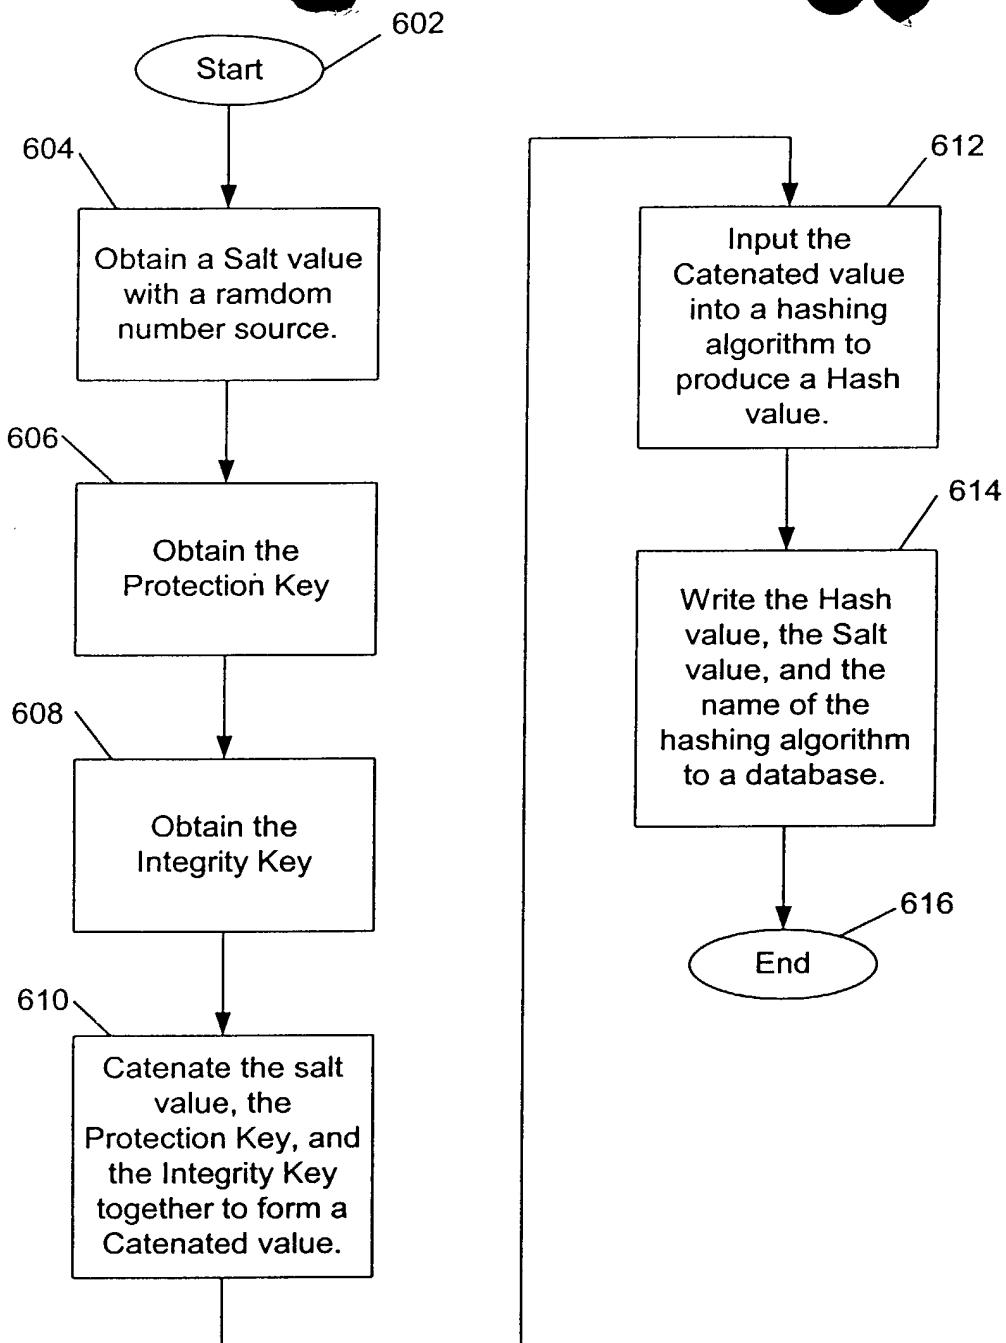 602
Start
604
Obtain a Salt value
with a ramdom
number source.
606
Obtain the
Protection Key
608
Obtain the
Integrity Key
610
Catenate the salt
value, the
Protection Key, and
the Integrity Key
together to form a
Catenated value.
612
Input the
Catenated value
into a hashing
algorithm to
produce a Hash
value.
614
Write the Hash
value, the Salt
value, and the
name of the
hashing algorithm
to a database.
616
End